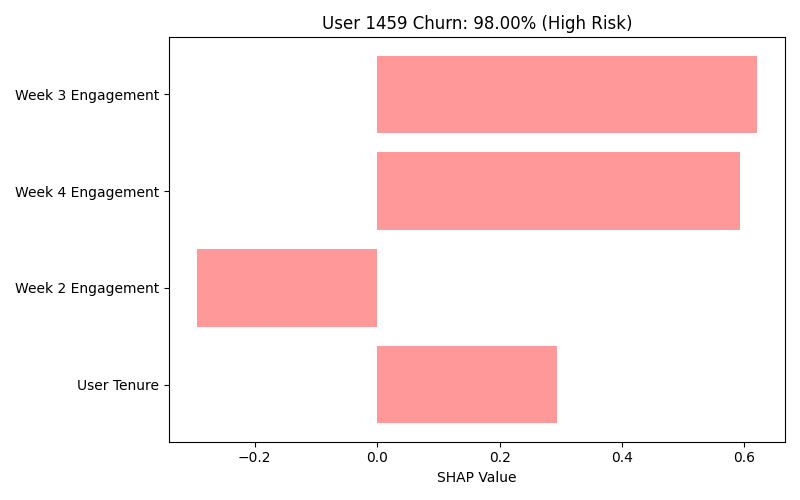 User 1459 Churn: 98.00% (High Risk)
Week 3 Engagement
Week 4 Engagement
Week 2 Engagement
User Tenure
−0.2 0.0 0.2 0.4 0.6
SHAP Value